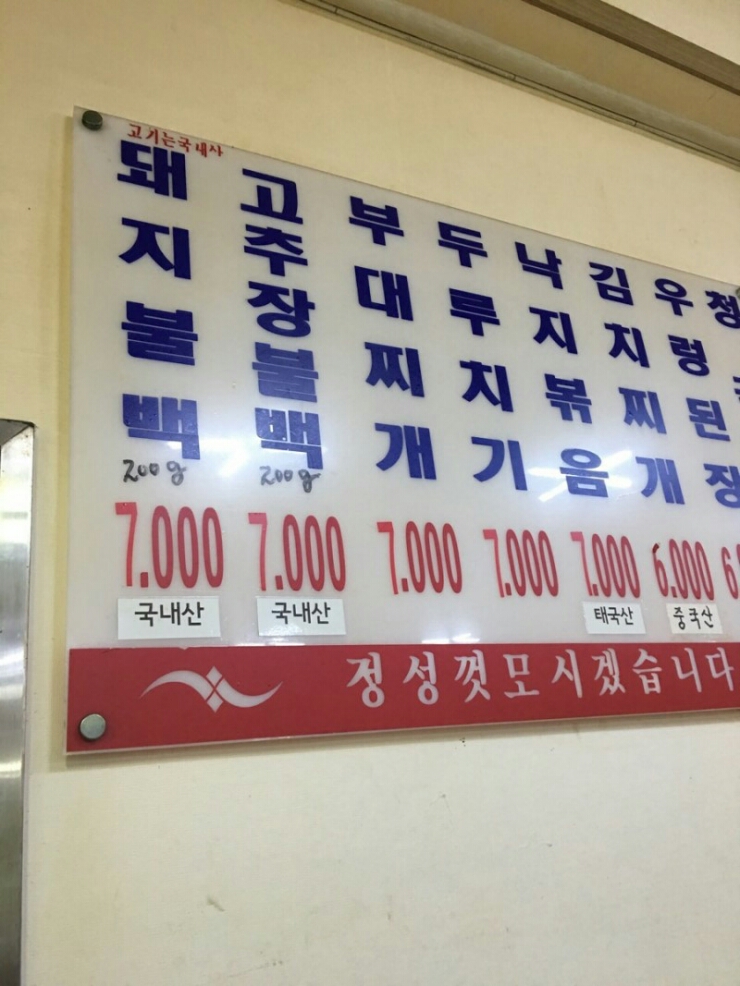 고기는국내사
돼지불백
200g
7.000
국내산
고추장불백
200g
7.000
국내산
부대찌개
7.000
두루치기
7.000
낙지볶음
7.000
태국산
김치찌개
6.000
중국산
우렁된장
6
청
정성껏모시겠습니다